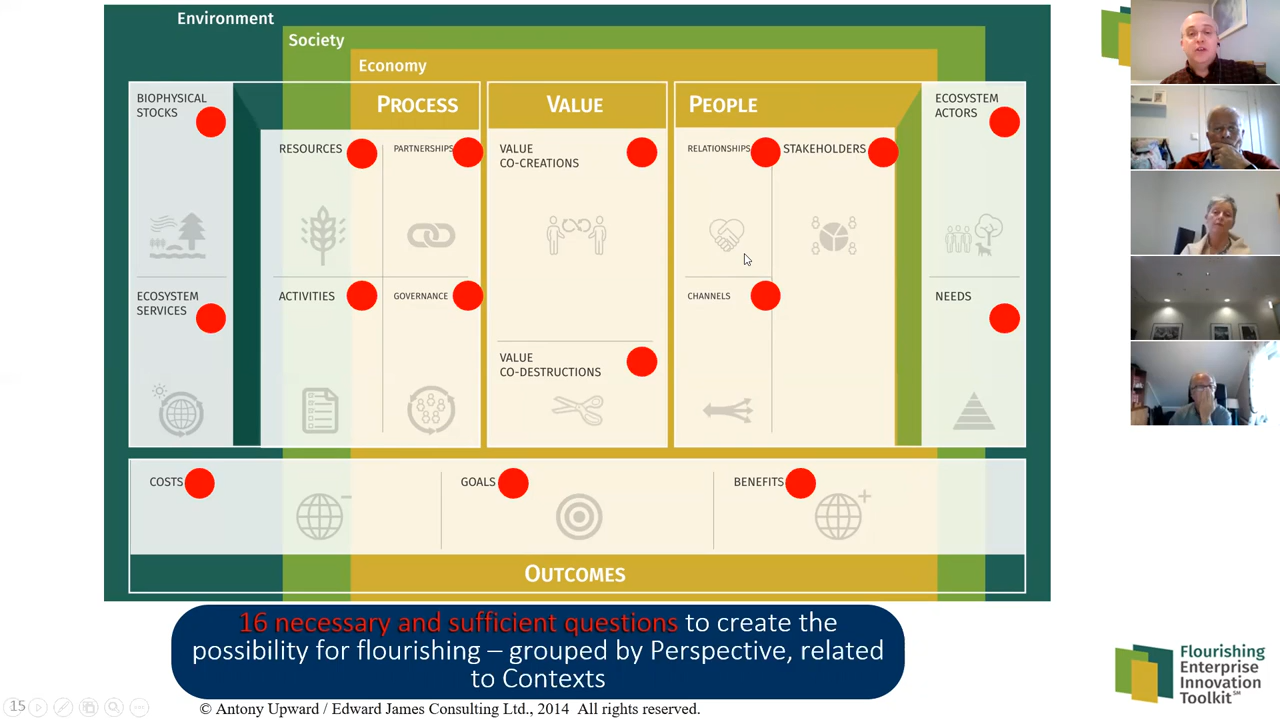 Environment
Society
Economy
BIOPHYSICAL
STOCKS
PROCESS
VALUE
PEOPLE
ECOSYSTEM
ACTORS
RESOURCES
PARTNERSHIPS
VALUE
CO-CREATIONS
RELATIONSHIPS
STAKEHOLDERS
ECOSYSTEM
SERVICES
ACTIVITIES
GOVERNANCE
CHANNELS
NEEDS
VALUE
CO-DESTRUCTIONS
COSTS
GOALS
BENEFITS
OUTCOMES
16 necessary and sufficient questions to create the
possibility for flourishing – grouped by Perspective, related
to Contexts
Flourishing
Enterprise
Innovation
Toolkit℠
15
© Antony Upward / Edward James Consulting Ltd., 2014 All rights reserved.